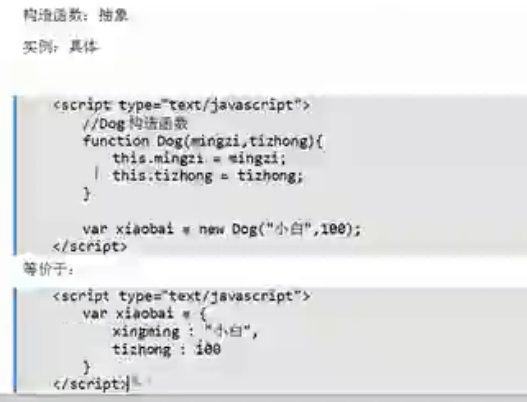 构造函数：抽象
实例：具体
<script type="text/javascript">
//Dog构造函数
function Dog(mingzi,tizhong){
this.mingzi = mingzi;
this.tizhong = tizhong;
}
var xiaobai = new Dog("小白",100);
</script>
等价于：
<script type="text/javascript">
var xiaobai = {
xingming : "小白",
tizhong : 100
}
</script>